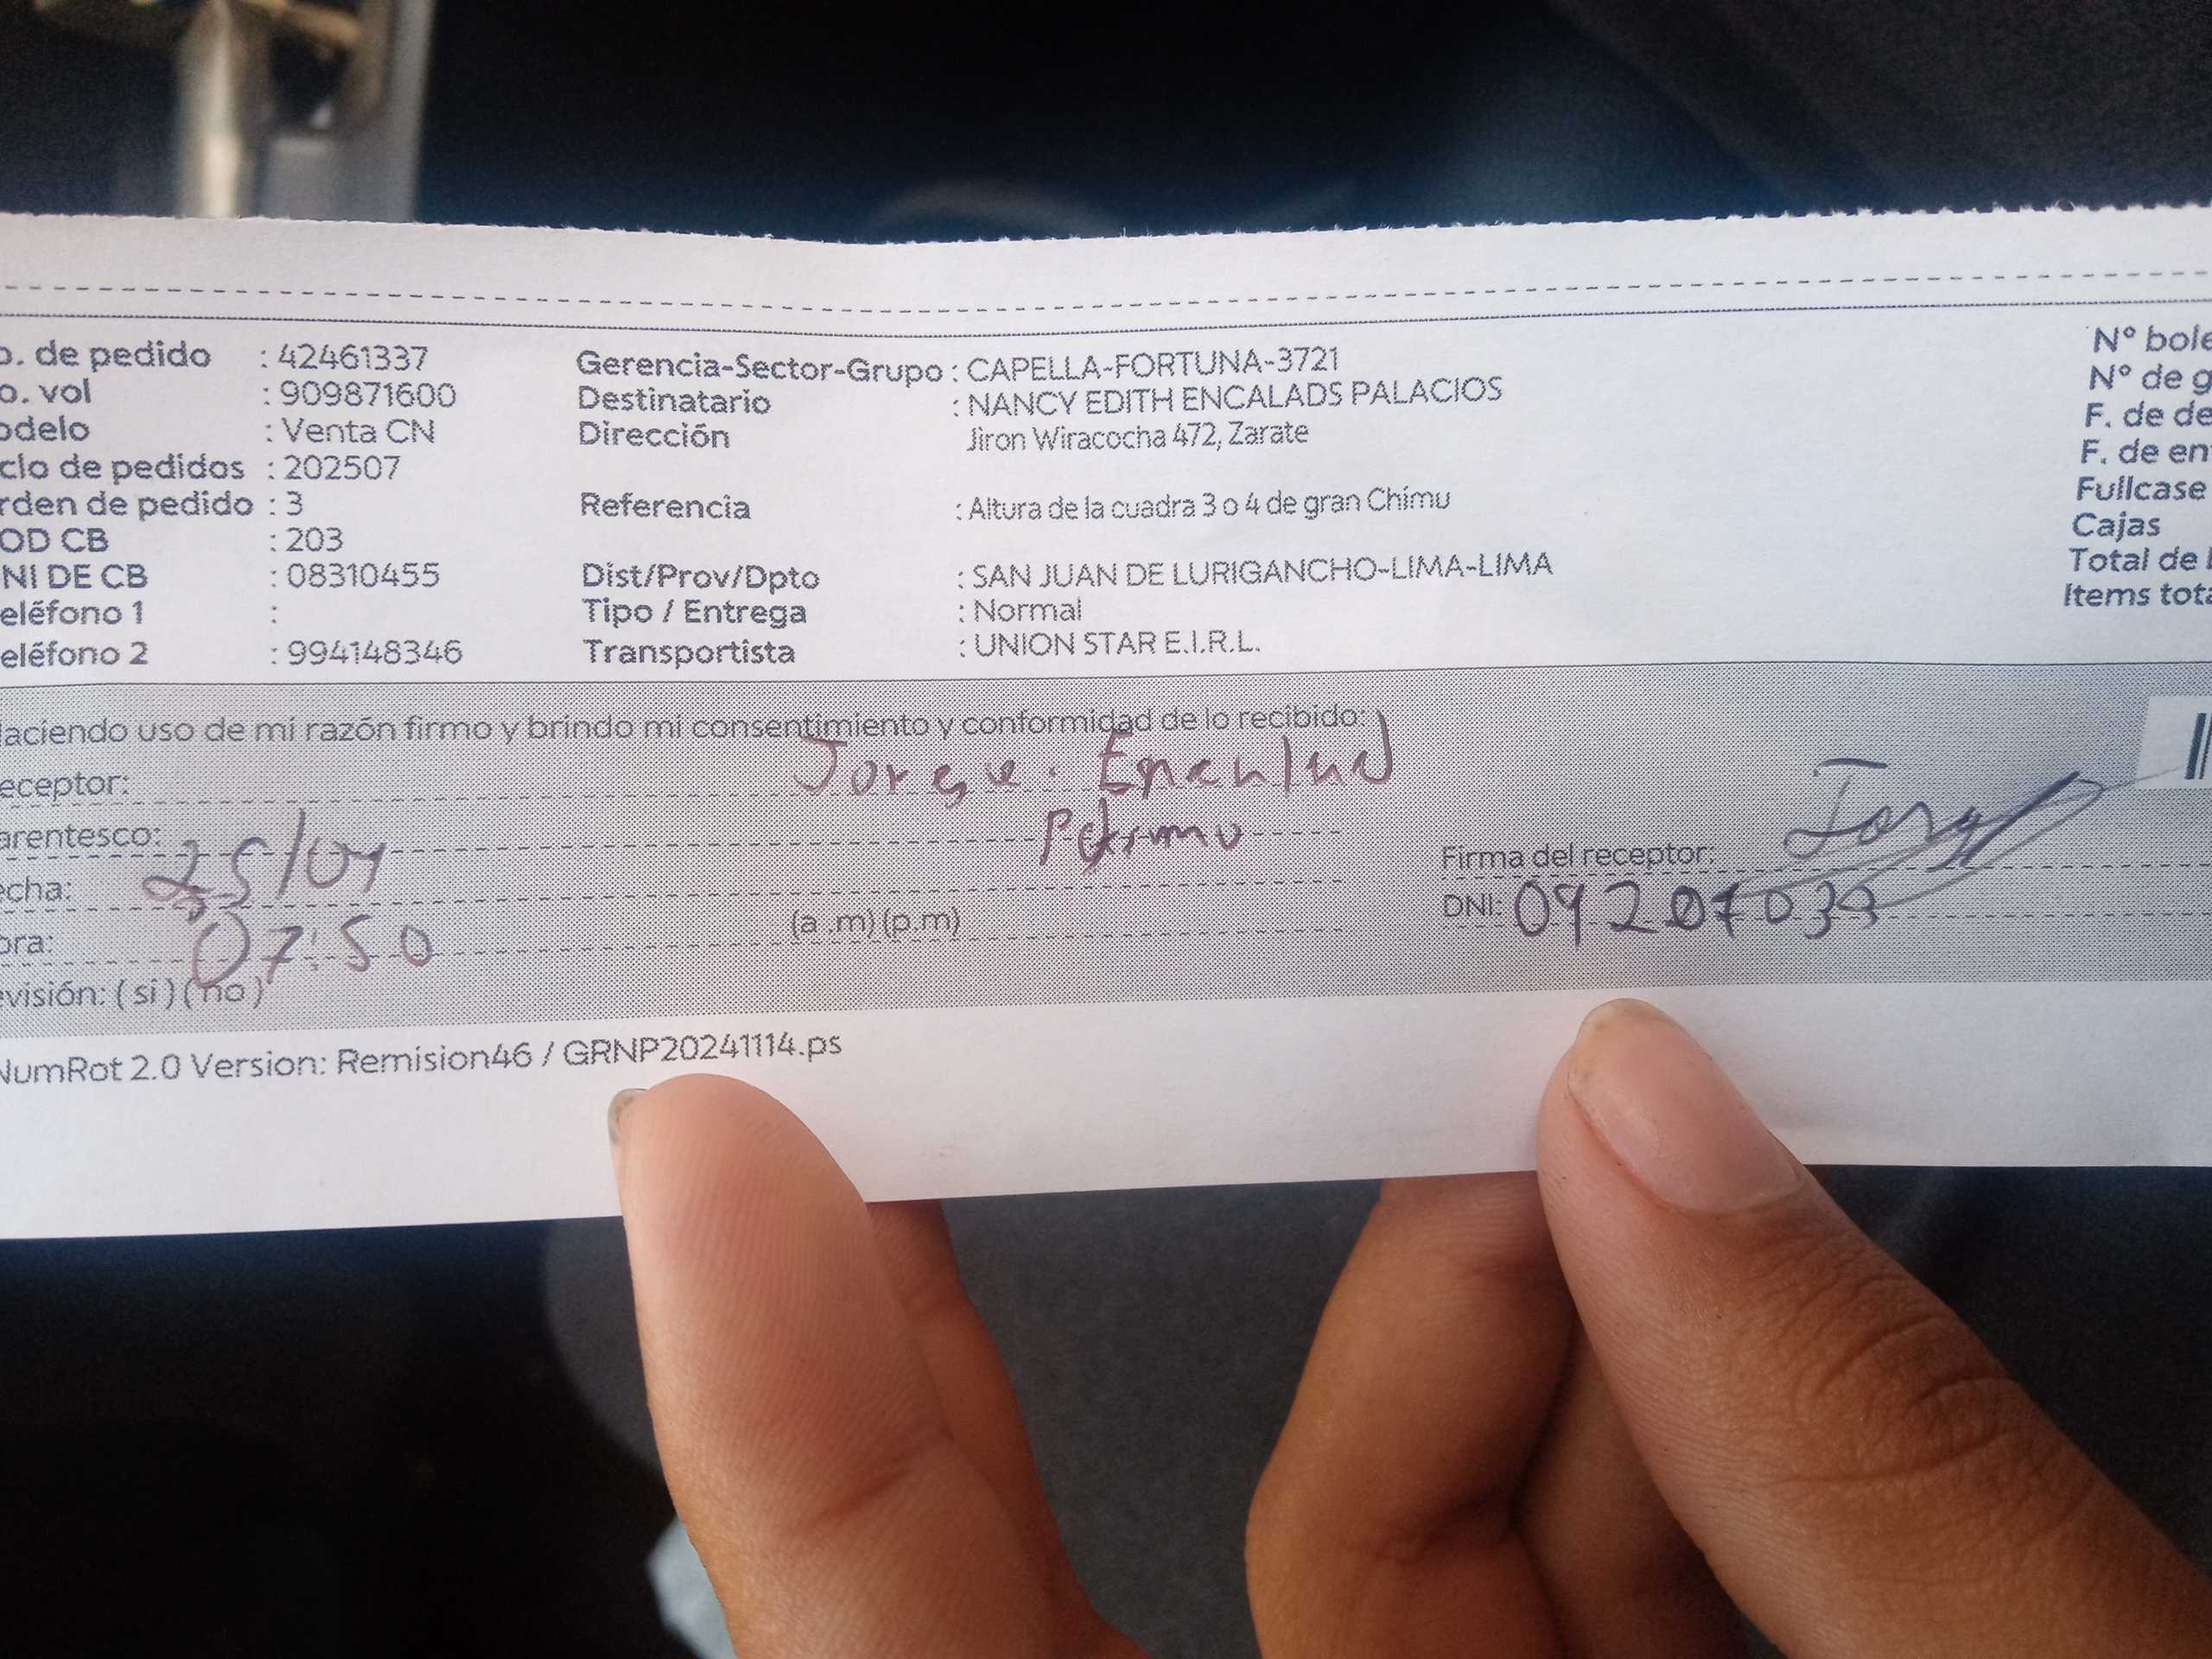 o. de pedido : 42461337
o. vol : 909871600
odelo : Venta CN
clo de pedidos : 202507
rden de pedido : 3
OD CB : 203
NI DE CB : 08310455
eléfono 1 :
eléfono 2 : 994148346
Gerencia-Sector-Grupo : CAPELLA-FORTUNA-3721
Destinatario : NANCY EDITH ENCALADS PALACIOS
Dirección Jiron Wiracocha 472, Zarate
Referencia : Altura de la cuadra 3 o 4 de gran Chimu
Dist/Prov/Dpto : SAN JUAN DE LURIGANCHO-LIMA-LIMA
Tipo / Entrega : Normal
Transportista : UNION STAR E.I.R.L.
N° bole
N° de g
F. de de
F. de en
Fullcase
Cajas
Total de
Items tota
Haciendo uso de mi razón firmo y brindo mi consentimiento y conformidad de lo recibido:
eceptor: Jorge
arentesco:
echa: 25/04
ora: 07:50 (a .m) (p.m)
evisión: ( si ) ( no )
Firma del receptor: Jorge
DNI:
NumRot 2.0 Version: Remision46 / GRNP20241114.ps